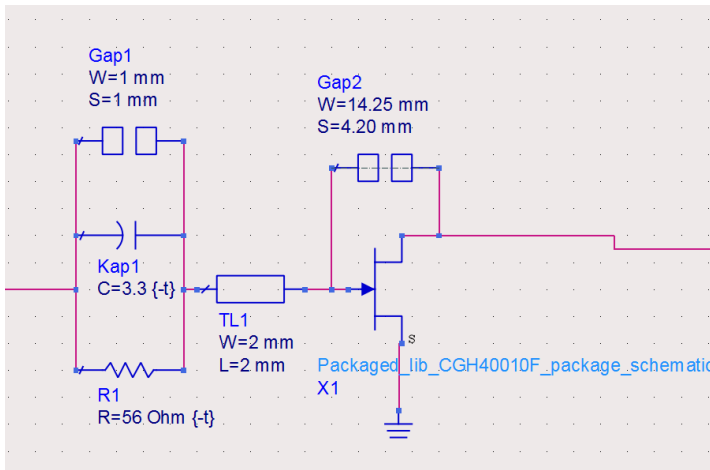 Gap1
W=1 mm
S=1 mm
Gap2
W=14.25 mm
S=4.20 mm
Kap1
C=3.3 {-t}
TL1
W=2 mm
L=2 mm
R1
R=56 Ohm {-t}
S
Packaged_lib_CGH40010F_package_schematic
X1